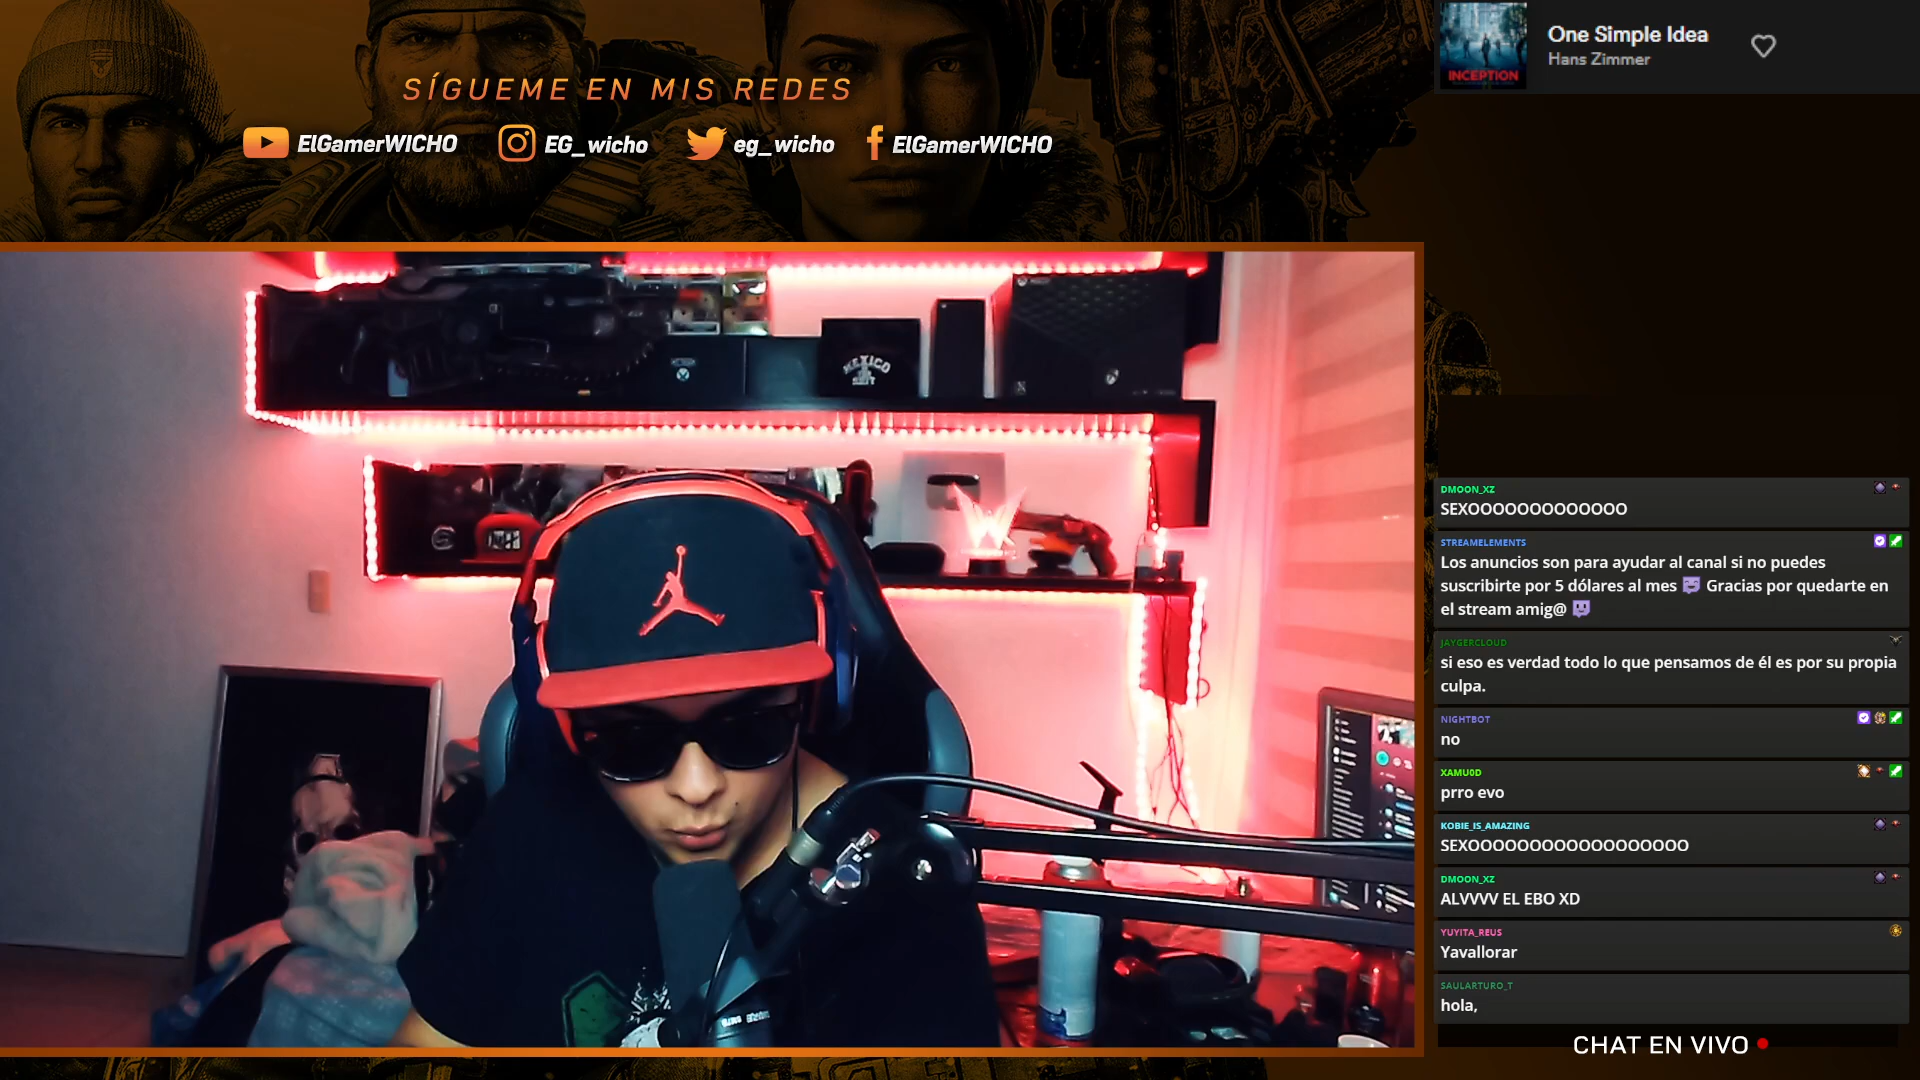 SÍGUEME EN MIS REDES
ElGamerWICHO
EG_wicho
eg_wicho
ElGamerWICHO
INCEPTION
One Simple Idea
Hans Zimmer
MEXICO
DMOON_XZ
SEXOOOOOOOOOOOOO
STREAMELEMENTS
Los anuncios son para ayudar al canal si no puedes
suscribirte por 5 dólares al mes Gracias por quedarte en
el stream amig@
JAYGERCLOUD
si eso es verdad todo lo que pensamos de él es por su propia
culpa.
NIGHTBOT
no
XAMU0D
prro evo
KOBIE_IS_AMAZING
SEXOOOOOOOOOOOOOOOOOO
DMOON_XZ
ALVVVV EL EBO XD
YUYITA_REUS
Yavallorar
SAULARTURO_T
hola,
CHAT EN VIVO